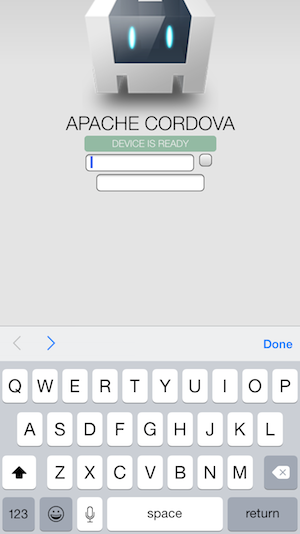 APACHE CORDOVA
DEVICE IS READY
Done
Q W E R T Y U I O P
A S D F G H J K L
Z X C V B N M
123 space return